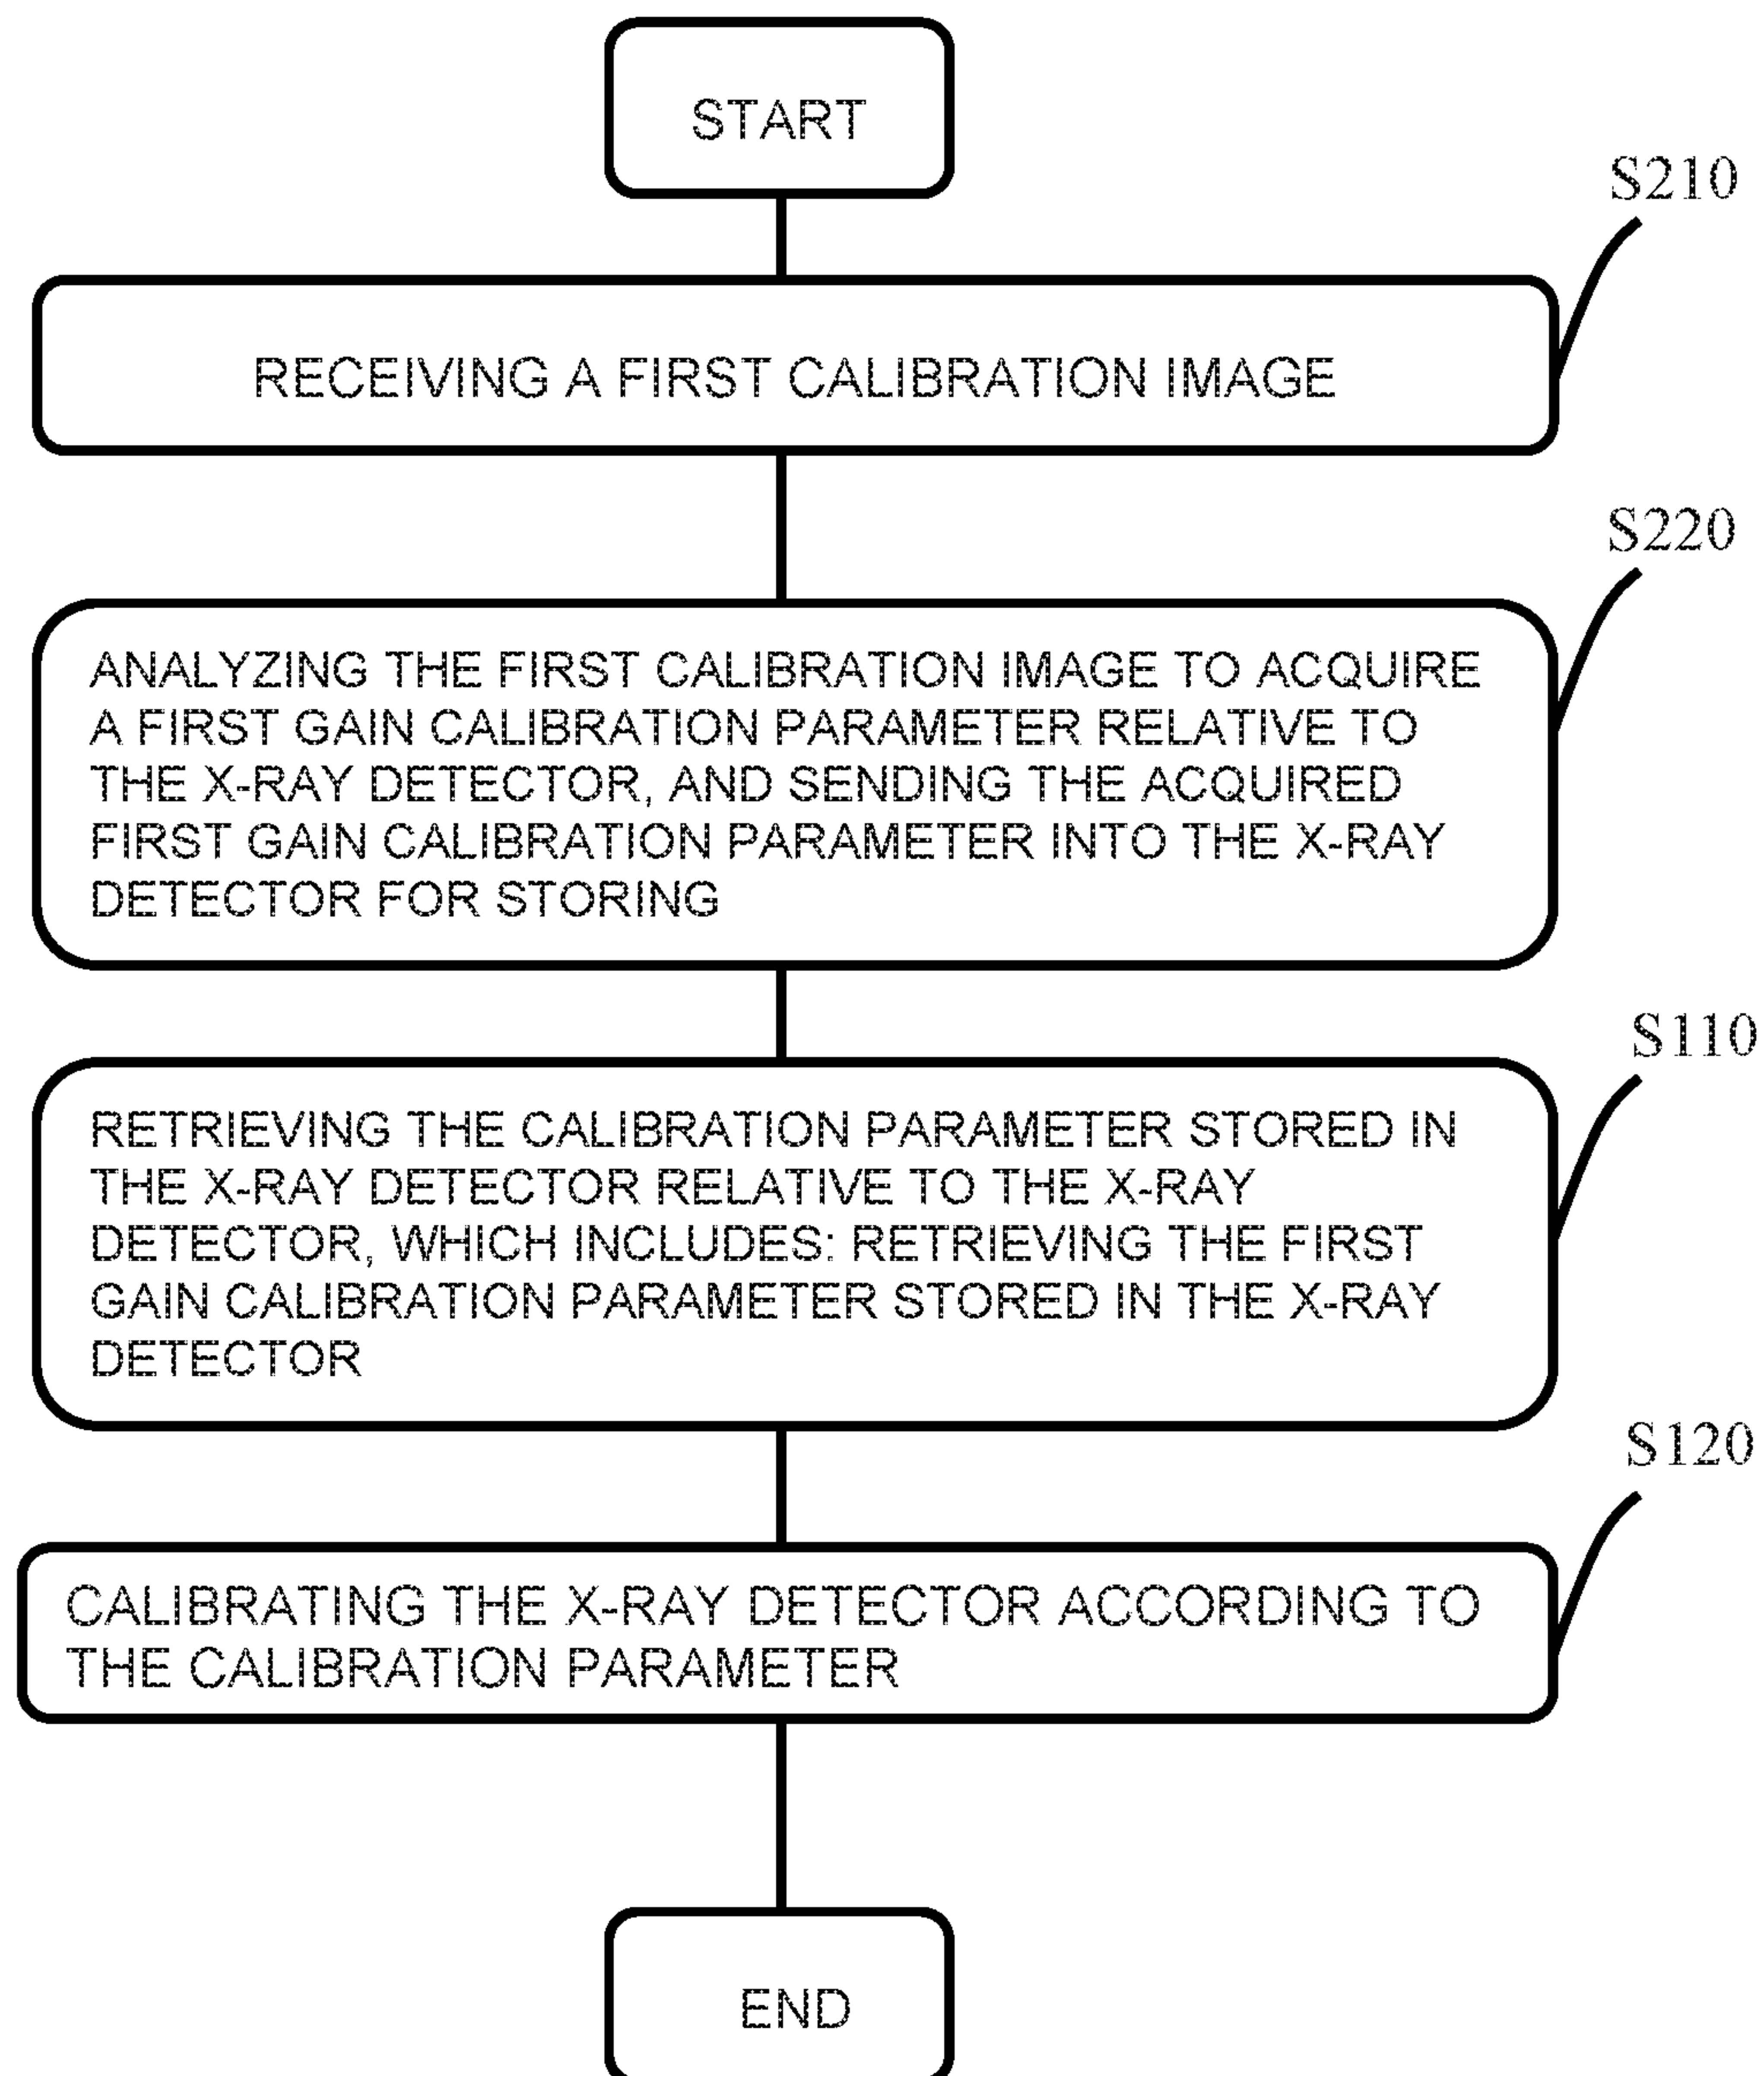 START
S210
RECEIVING A FIRST CALIBRATION IMAGE
S220
ANALYZING THE FIRST CALIBRATION IMAGE TO ACQUIRE
A FIRST GAIN CALIBRATION PARAMETER RELATIVE TO
THE X-RAY DETECTOR, AND SENDING THE ACQUIRED
FIRST GAIN CALIBRATION PARAMETER INTO THE X-RAY
DETECTOR FOR STORING
S110
RETRIEVING THE CALIBRATION PARAMETER STORED IN
THE X-RAY DETECTOR RELATIVE TO THE X-RAY
DETECTOR, WHICH INCLUDES: RETRIEVING THE FIRST
GAIN CALIBRATION PARAMETER STORED IN THE X-RAY
DETECTOR
S120
CALIBRATING THE X-RAY DETECTOR ACCORDING TO
THE CALIBRATION PARAMETER
END